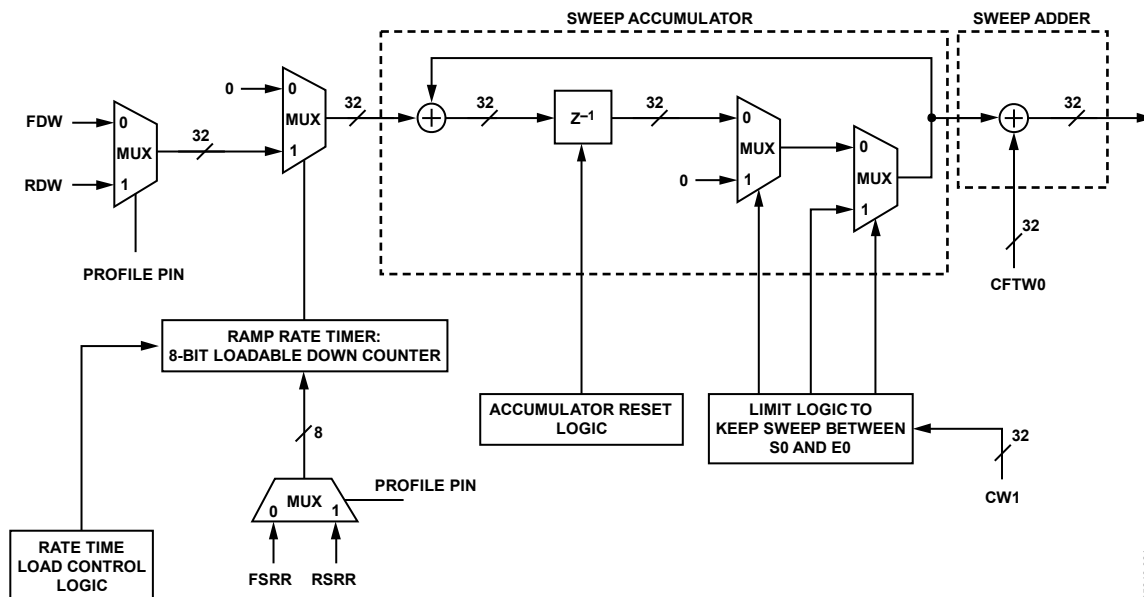 SWEEP ACCUMULATOR
SWEEP ADDER
0
0
MUX
1
32
32
Z–1
32
0
MUX
1
0
0
MUX
1
32
FDW
RDW
0
MUX
1
32
PROFILE PIN
32
CFTW0
RAMP RATE TIMER:
8-BIT LOADABLE DOWN COUNTER
ACCUMULATOR RESET
LOGIC
LIMIT LOGIC TO
KEEP SWEEP BETWEEN
S0 AND E0
32
CW1
8
PROFILE PIN
MUX
0
1
FSRR
RSRR
RATE TIME
LOAD CONTROL
LOGIC